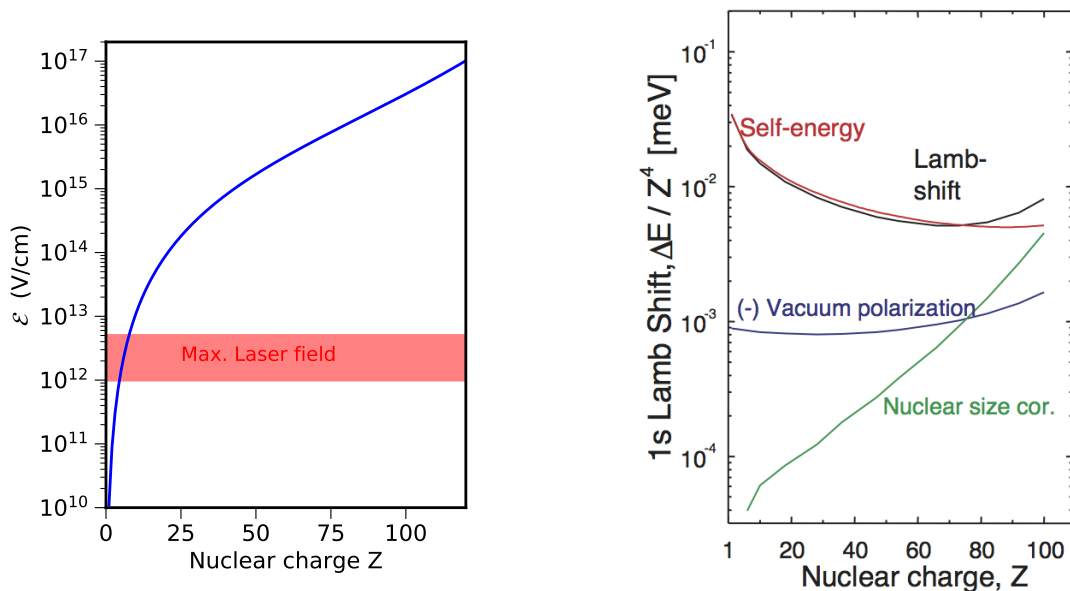 10^17
10^16
10^15
10^14
10^13
10^12
10^11
10^10
ℰ (V/cm)
Max. Laser field
0 25 50 75 100
Nuclear charge Z
10^-1
10^-2
10^-3
10^-4
1s Lamb Shift, ΔE / Z^4 [meV]
Self-energy
Lamb-
shift
(-) Vacuum polarization
Nuclear size cor.
1 20 40 60 80 100
Nuclear charge, Z